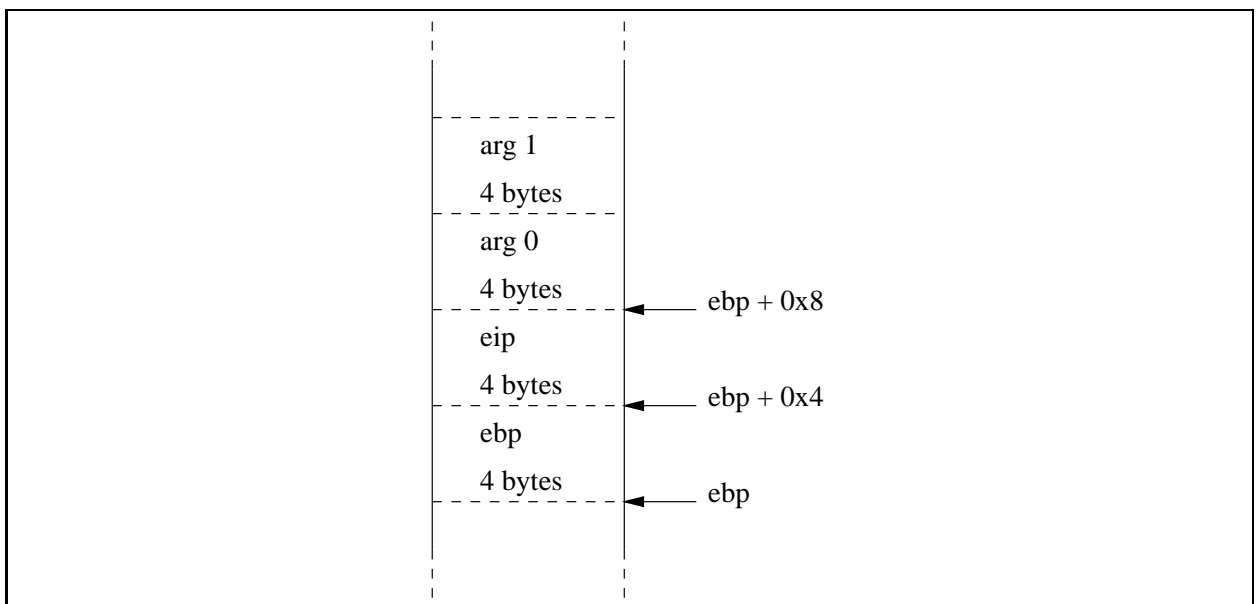 arg 1
4 bytes
arg 0
4 bytes
ebp + 0x8
eip
4 bytes
ebp + 0x4
ebp
4 bytes
ebp